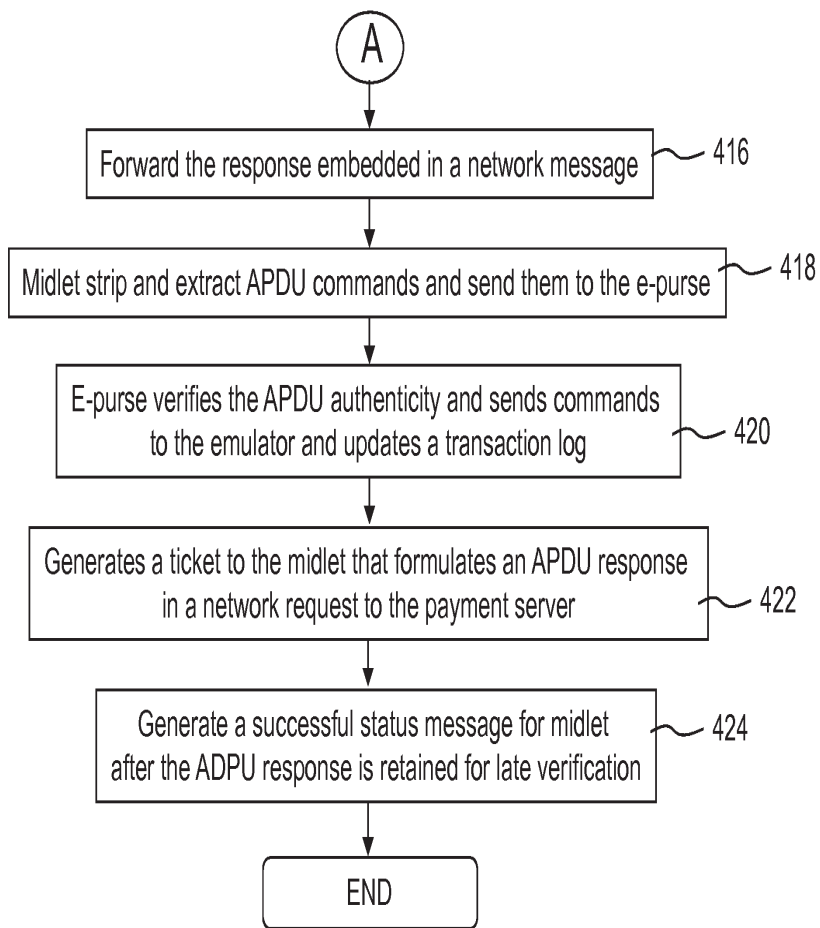 A
Forward the response embedded in a network message
416
Midlet strip and extract APDU commands and send them to the e-purse
418
E-purse verifies the APDU authenticity and sends commands
to the emulator and updates a transaction log
420
Generates a ticket to the midlet that formulates an APDU response
in a network request to the payment server
422
Generate a successful status message for midlet
after the ADPU response is retained for late verification
424
END